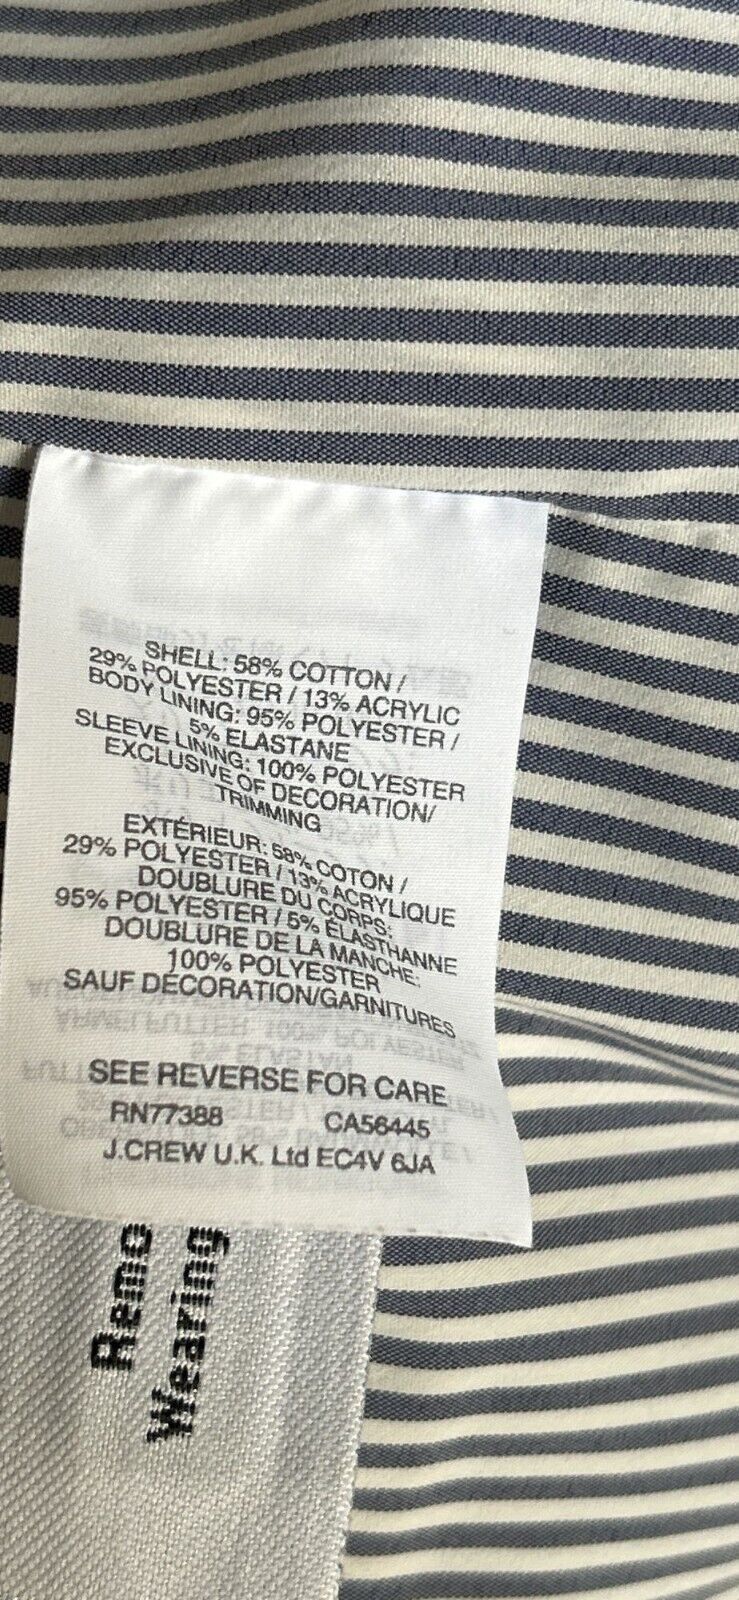 SHELL: 58% COTTON /
29% POLYESTER / 13% ACRYLIC
BODY LINING: 95% POLYESTER /
5% ELASTANE
SLEEVE LINING: 100% POLYESTER
EXCLUSIVE OF DECORATION/
TRIMMING
EXTÉRIEUR: 58% COTON /
29% POLYESTER / 13% ACRYLIQUE
DOUBLURE DU CORPS:
95% POLYESTER / 5% ÉLASTHANNE
DOUBLURE DE LA MANCHE:
100% POLYESTER
SAUF DÉCORATION/GARNITURES
SEE REVERSE FOR CARE
RN77388 CA56445
J.CREW U.K. Ltd EC4V 6JA
Remo
Wearing